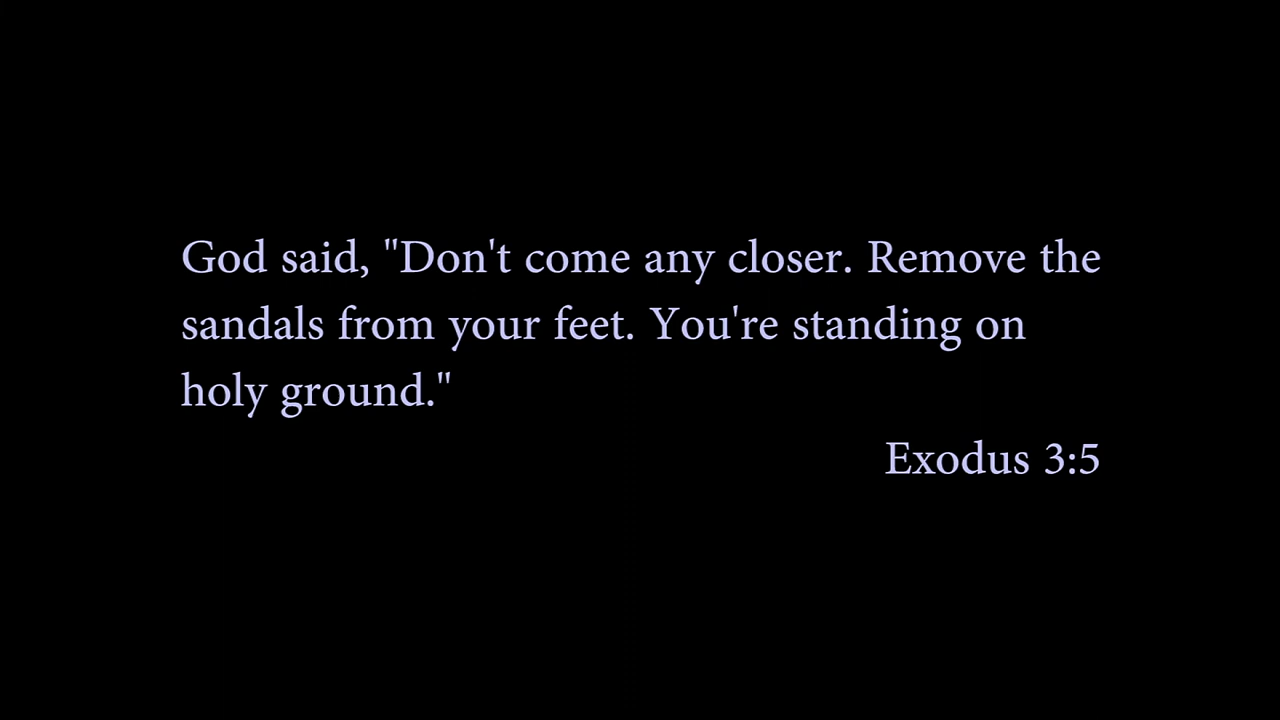 God said, "Don't come any closer. Remove the
sandals from your feet. You're standing on
holy ground."
Exodus 3:5